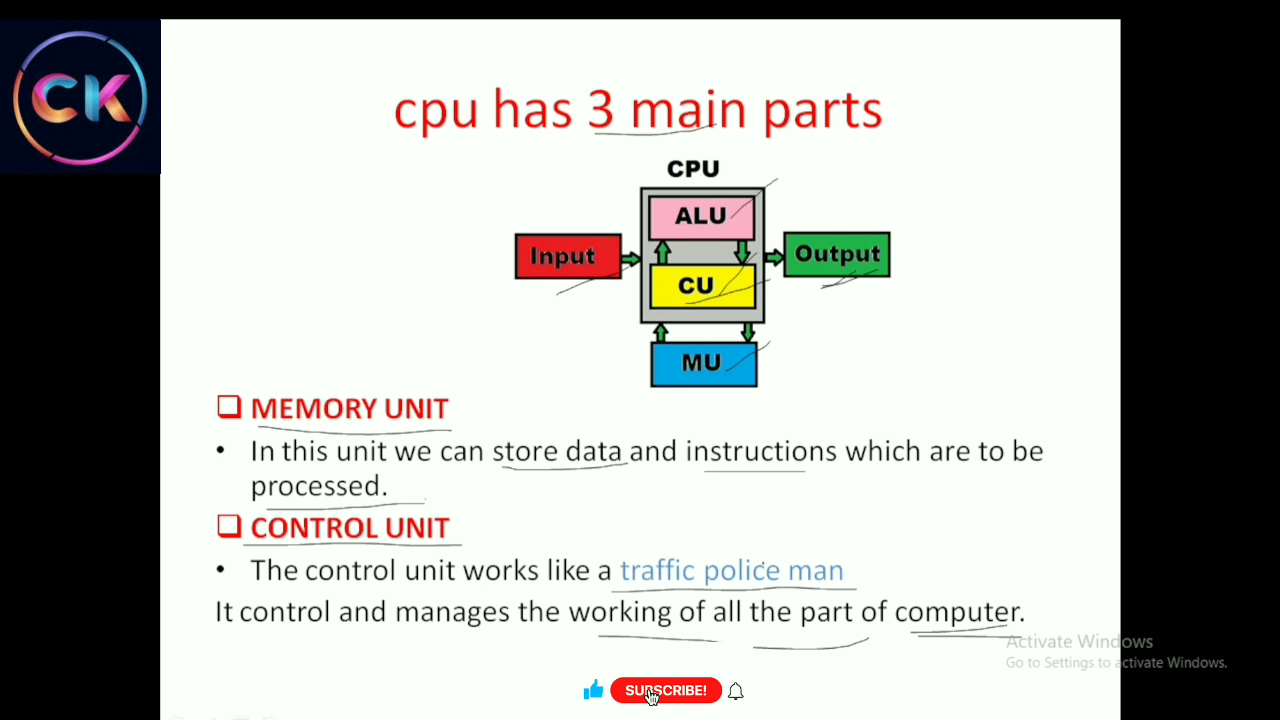 CK
cpu has 3 main parts
CPU
ALU
Input
Output
CU
MU
MEMORY UNIT
• In this unit we can store data and instructions which are to be
processed.
CONTROL UNIT
• The control unit works like a traffic police man
It control and manages the working of all the part of computer.
Activate Windows
Go to Settings to activate Windows.
SUBSCRIBE!